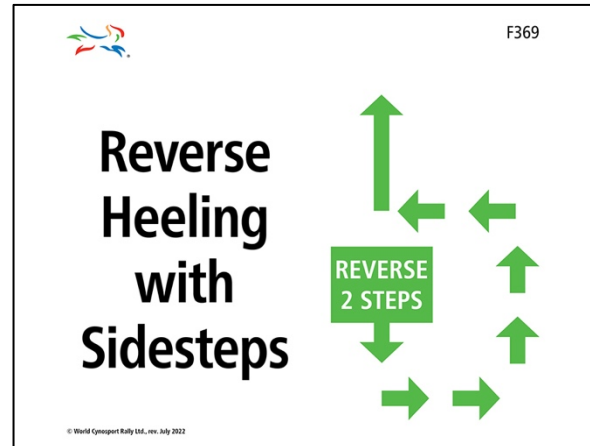 F369
Reverse
Heeling
with
Sidesteps
REVERSE
2 STEPS
© World Cynosport Rally Ltd., rev. July 2022